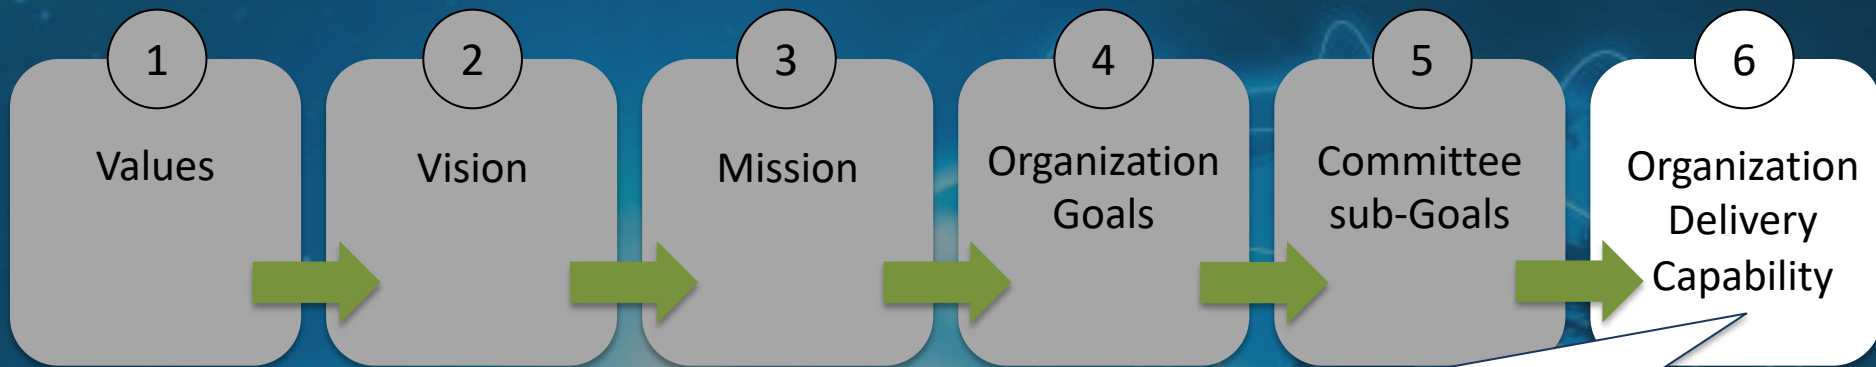 1
Values
2
Vision
3
Mission
4
Organization
Goals
5
Committee
sub-Goals
6
Organization
Delivery
Capability